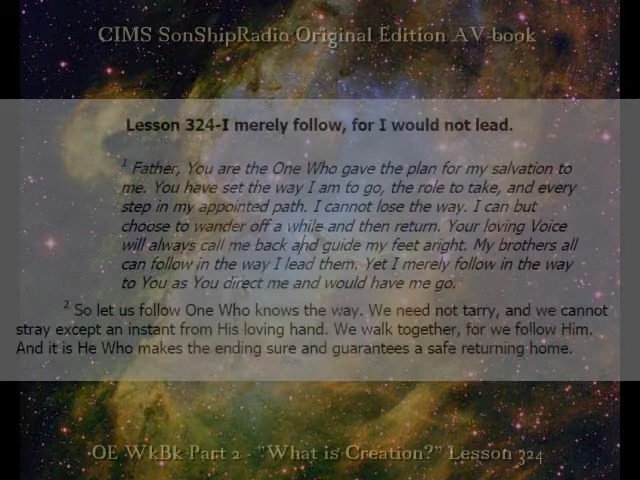 CIMS SonShipRadio Original Edition AV-book
Lesson 324-I merely follow, for I would not lead.
1 Father, You are the One Who gave the plan for my salvation to
me. You have set the way I am to go, the role to take, and every
step in my appointed path. I cannot lose the way. I can but
choose to wander off a while and then return. Your loving Voice
will always call me back and guide my feet aright. My brothers all
can follow in the way I lead them. Yet I merely follow in the way
to You as You direct me and would have me go.
2 So let us follow One Who knows the way. We need not tarry, and we cannot
stray except an instant from His loving hand. We walk together, for we follow Him.
And it is He Who makes the ending sure and guarantees a safe returning home.
OE WkBk Part 2 - "What is Creation?" Lesson 324